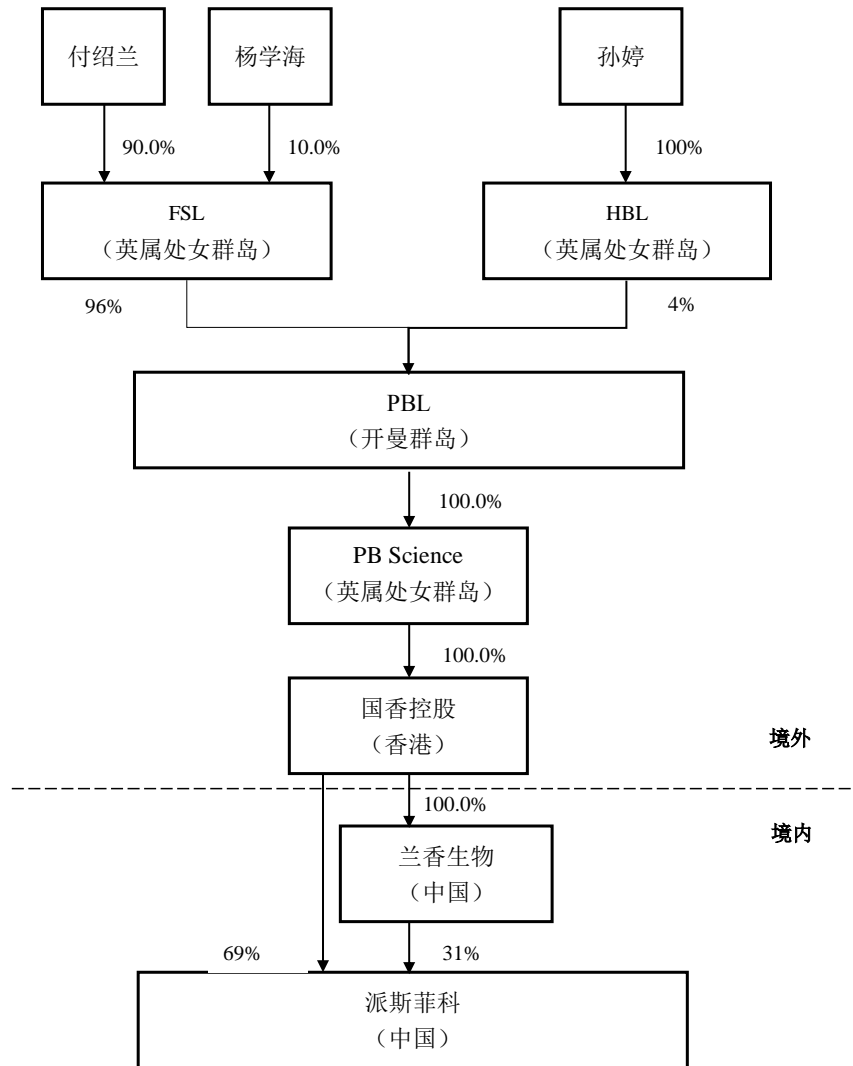 付绍兰
杨学海
孙婷
90.0%
10.0%
100%
FSL
（英属处女群岛）
HBL
（英属处女群岛）
96%
4%
PBL
（开曼群岛）
100.0%
PB Science
（英属处女群岛）
100.0%
国香控股
（香港）
境外
100.0%
境内
兰香生物
（中国）
69%
31%
派斯菲科
（中国）